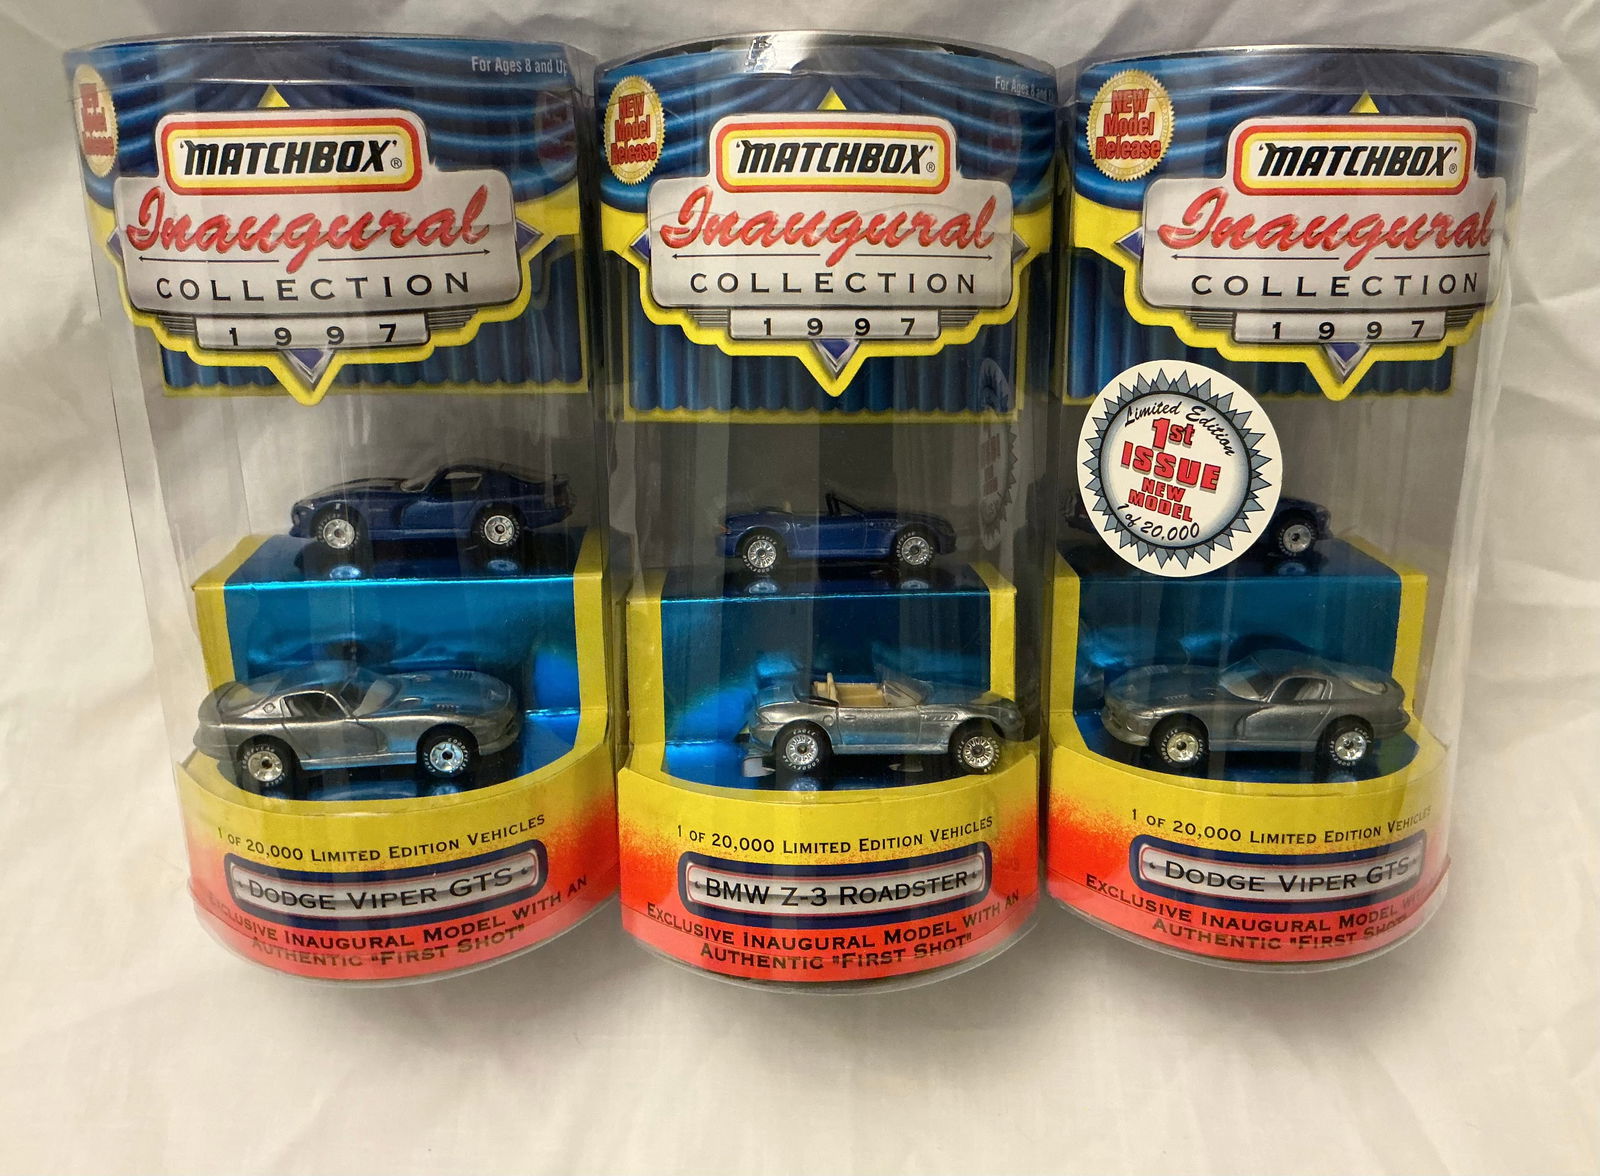 For Ages 8 and Up
MATCHBOX®
Inaugural
COLLECTION
1997
1 OF 20,000 LIMITED EDITION VEHICLES
DODGE VIPER GTS
EXCLUSIVE INAUGURAL MODEL WITH AN
AUTHENTIC "FIRST SHOT"
For Ages 8 and
NEW
Model
Release
MATCHBOX®
Inaugural
COLLECTION
1997
1 OF 20,000 LIMITED EDITION VEHICLES
BMW Z-3 ROADSTER
EXCLUSIVE INAUGURAL MODEL WITH AN
AUTHENTIC "FIRST SHOT"
NEW
Model
Release
MATCHBOX®
Inaugural
COLLECTION
1997
Limited Edition
1st
ISSUE
NEW
MODEL
1 of 20,000
1 OF 20,000 LIMITED EDITION VEHICLES
DODGE VIPER GTS
EXCLUSIVE INAUGURAL MODEL
AUTHENTIC "FIRST SHOT"